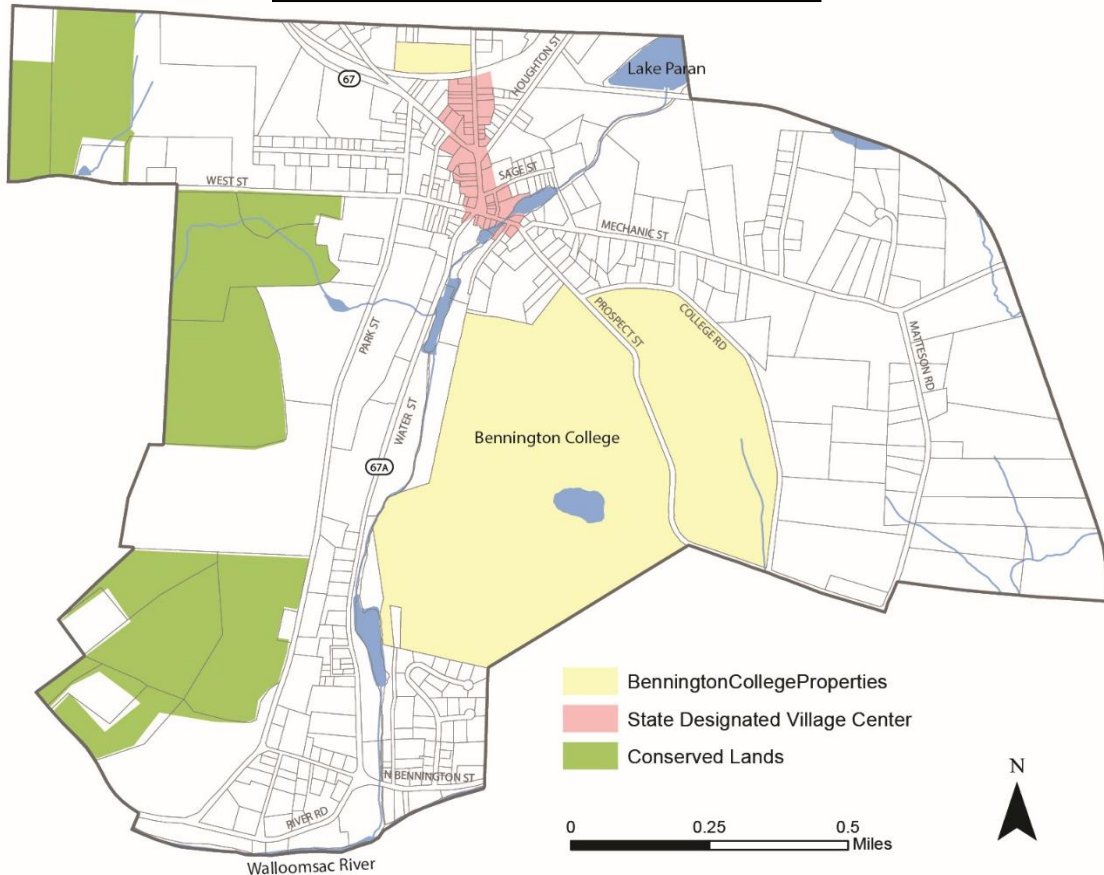 Lake Paran
67
HOUGHTON ST
SAGE ST
WEST ST
MECHANIC ST
PROSPECT ST
COLLEGE RD
PARK ST
MATTESON RD
WATER ST
Bennington College
67A
BenningtonCollegeProperties
State Designated Village Center
Conserved Lands
N BENNINGTON ST
N
RIVER RD
0
0.25
0.5
Miles
Walloomsac River